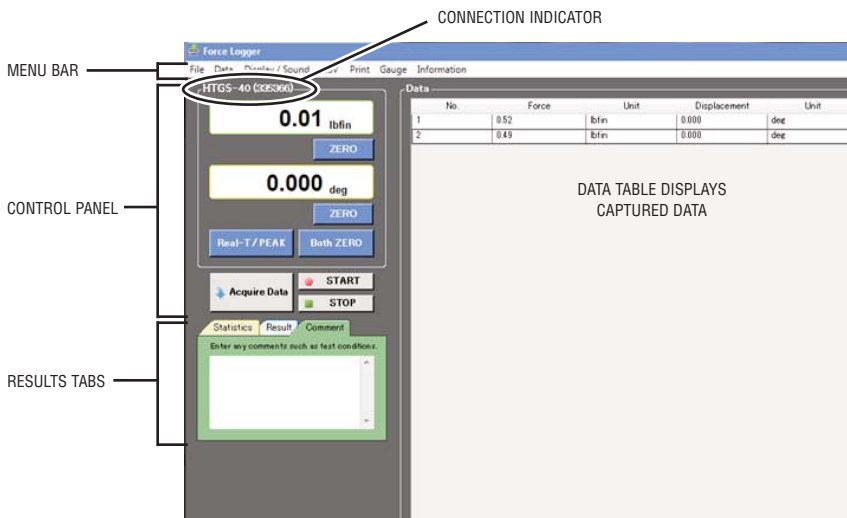 CONNECTION INDICATOR
Force Logger
MENU BAR
File Data Display / Sound Print Gauge Information
HTGS-40 (335366)
Data
No. Force Unit Displacement Unit
1 0.52 lbfin 0.000 deg
2 0.49 lbfin 0.000 deg
0.01 lbfin
ZERO
0.000 deg
ZERO
DATA TABLE DISPLAYS
CAPTURED DATA
CONTROL PANEL
Real-T/PEAK Both ZERO
Acquire Data
START
STOP
Statistics Result Comment
Enter any comments such as test conditions.
RESULTS TABS